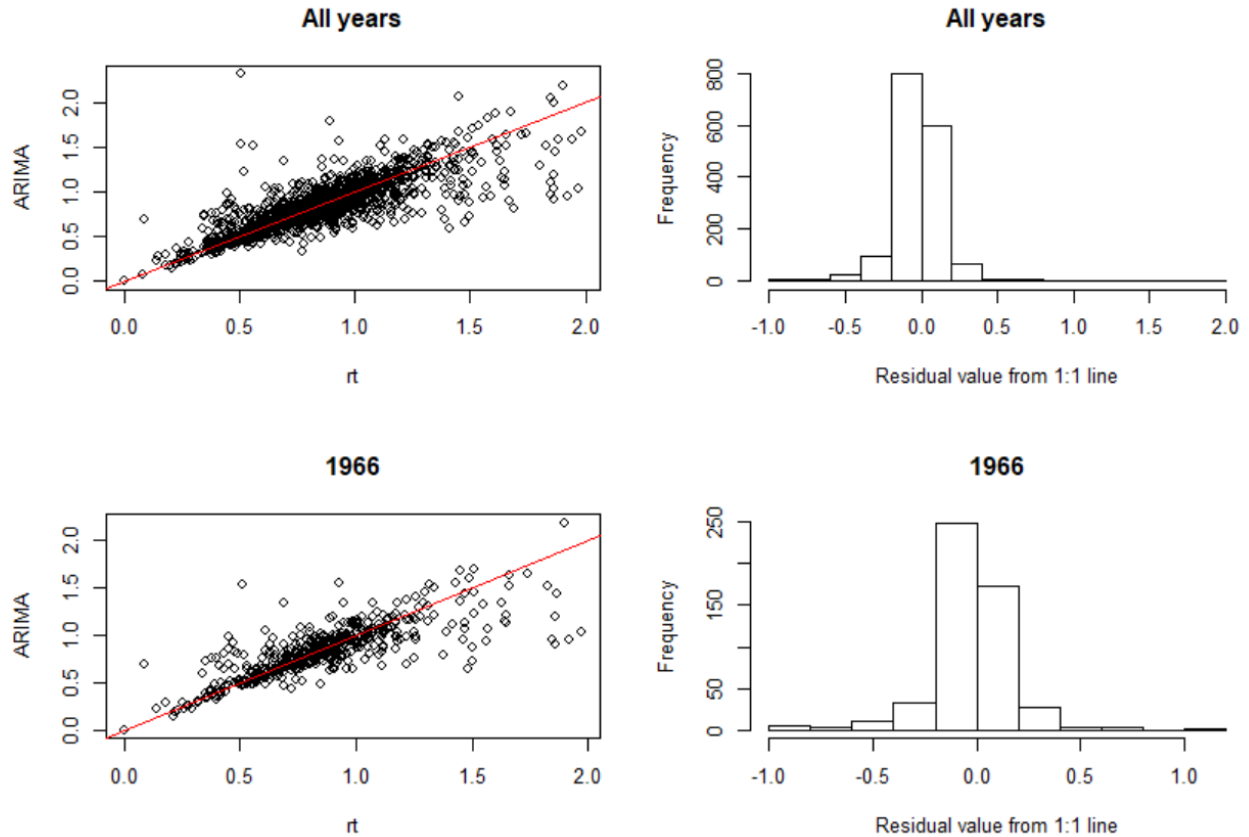 All years
ARIMA
0.0 0.5 1.0 1.5 2.0
0.0 0.5 1.0 1.5 2.0
rt
All years
Frequency
0 200 400 600 800
-1.0 -0.5 0.0 0.5 1.0 1.5 2.0
Residual value from 1:1 line
1966
ARIMA
0.0 0.5 1.0 1.5 2.0
0.0 0.5 1.0 1.5 2.0
rt
1966
Frequency
0 50 150 250
-1.0 -0.5 0.0 0.5 1.0
Residual value from 1:1 line